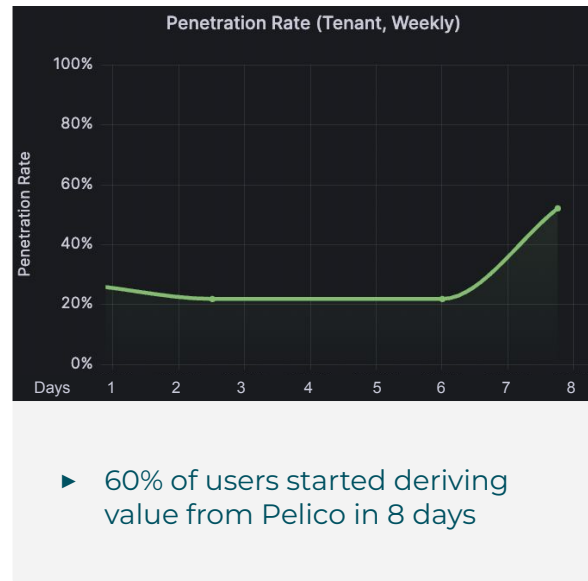 Penetration Rate (Tenant, Weekly)
100%
80%
60%
40%
20%
0%
Penetration Rate
Days 1 2 3 4 5 6 7 8
► 60% of users started deriving
value from Pelico in 8 days